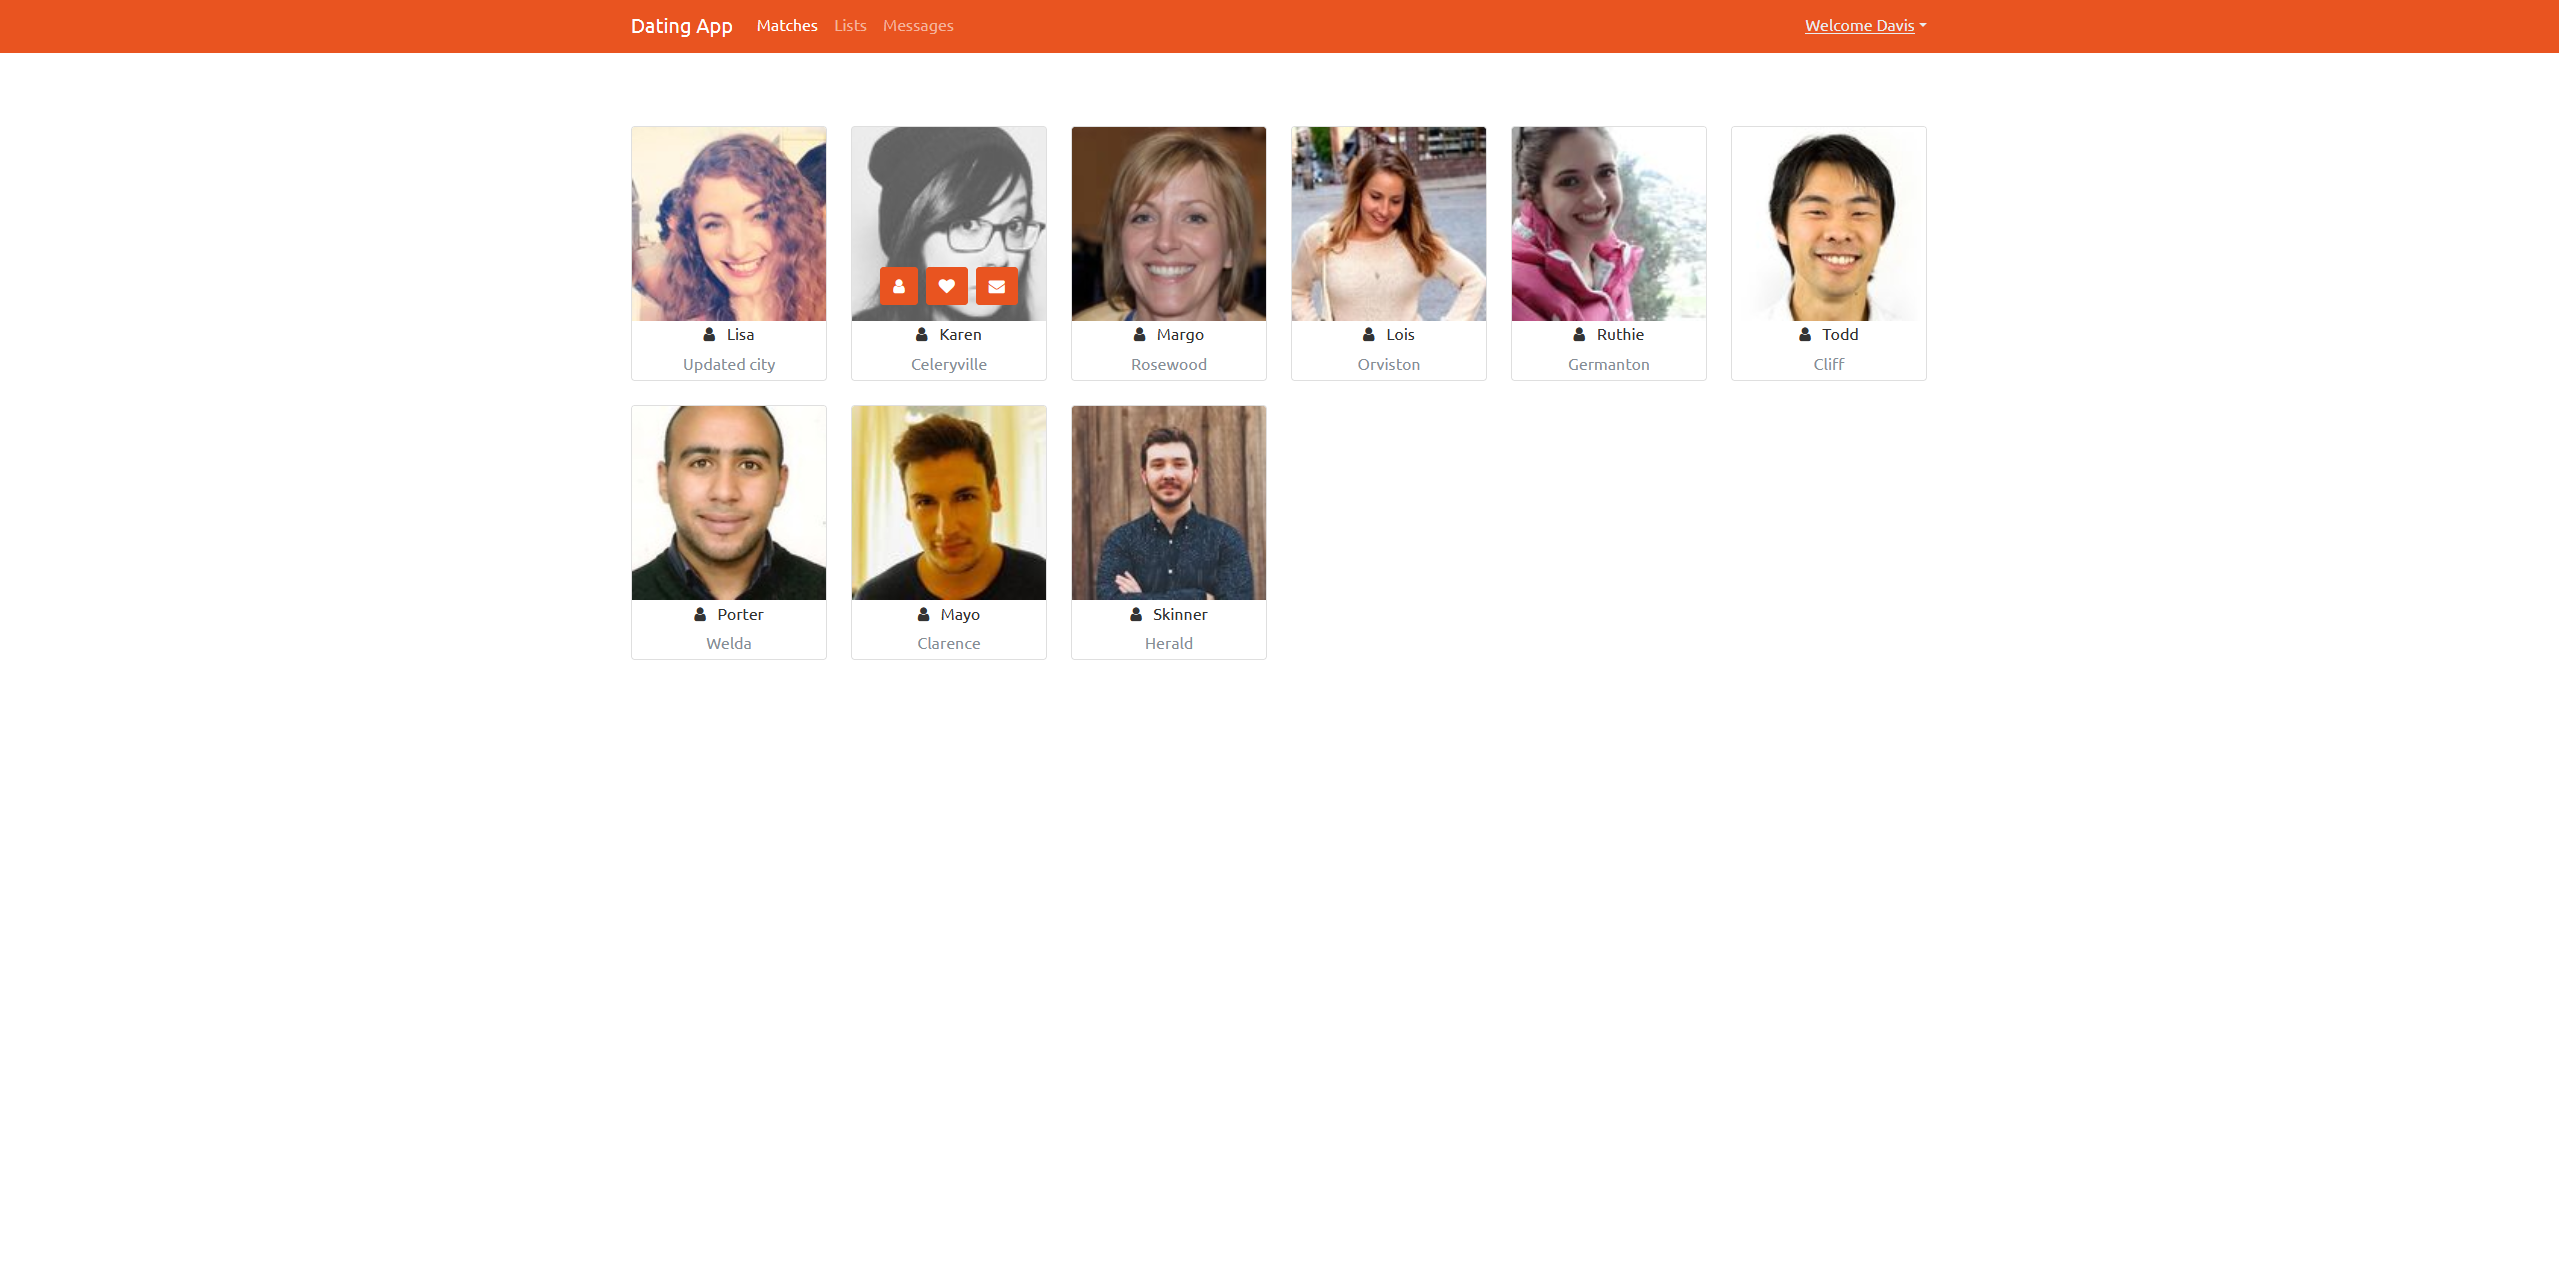 Dating App Matches Lists Messages Welcome Davis
Lisa
Updated city
Karen
Celeryville
Margo
Rosewood
Lois
Orviston
Ruthie
Germanton
Todd
Cliff
Porter
Welda
Mayo
Clarence
Skinner
Herald